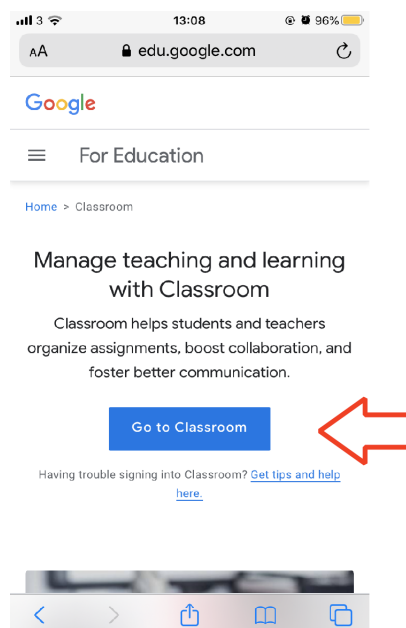 3
13:08
96%
AA
edu.google.com
Google
For Education
Home > Classroom
Manage teaching and learning
with Classroom
Classroom helps students and teachers
organize assignments, boost collaboration, and
foster better communication.
Go to Classroom
Having trouble signing into Classroom? Get tips and help
here.